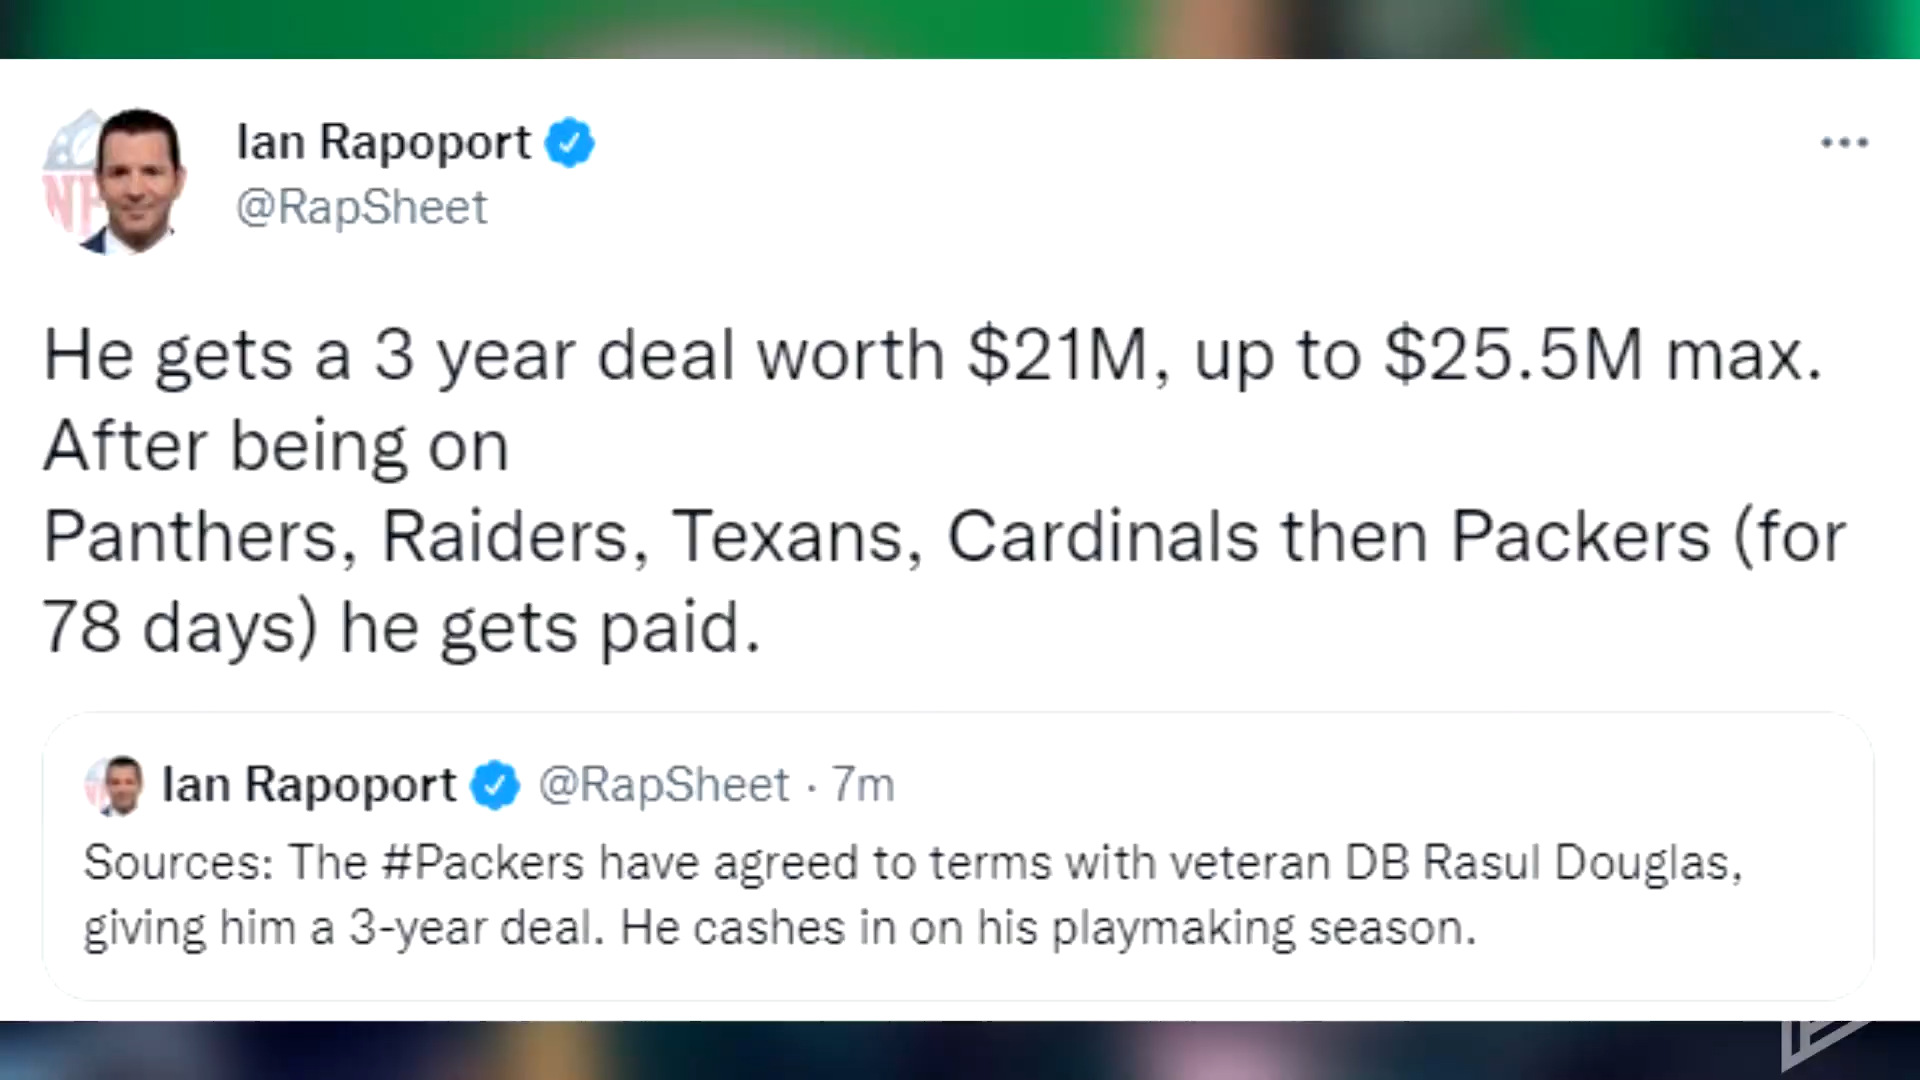 Ian Rapoport
@RapSheet
He gets a 3 year deal worth $21M, up to $25.5M max.
After being on
Panthers, Raiders, Texans, Cardinals then Packers (for
78 days) he gets paid.
Ian Rapoport @RapSheet · 7m
Sources: The #Packers have agreed to terms with veteran DB Rasul Douglas,
giving him a 3-year deal. He cashes in on his playmaking season.